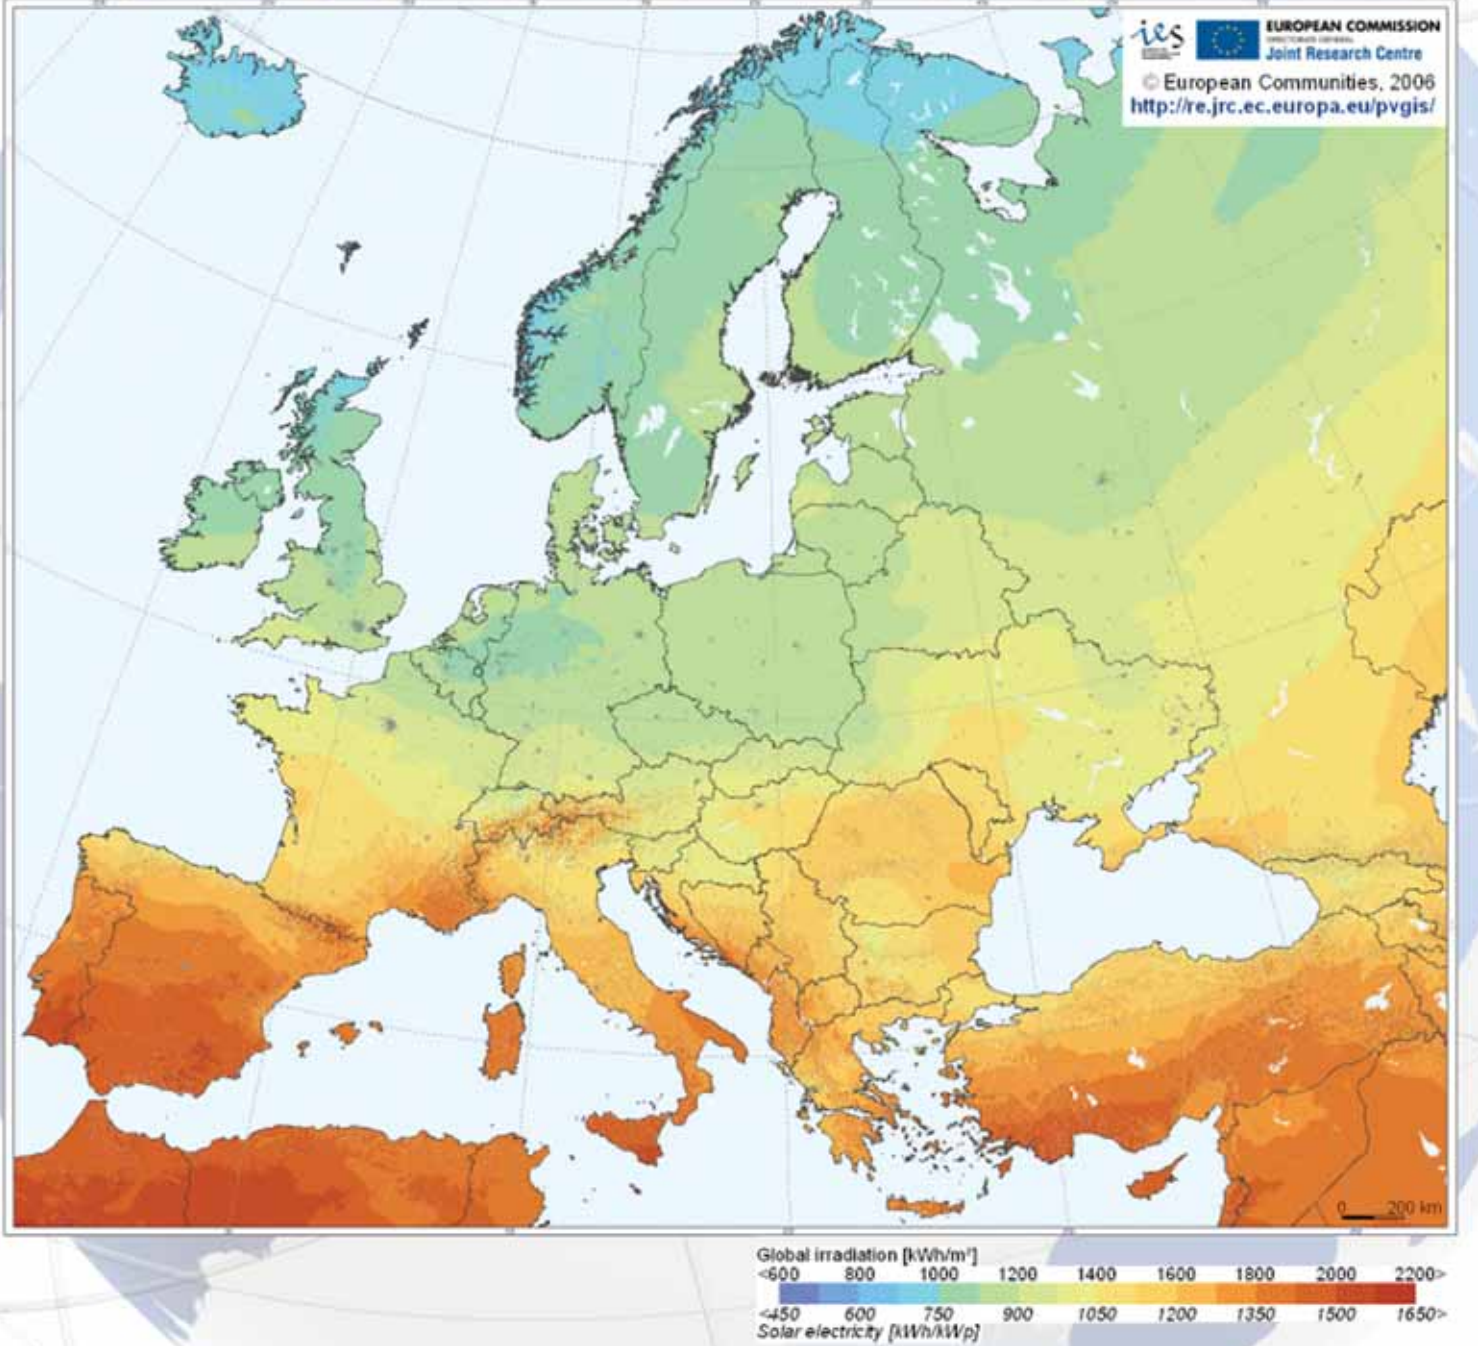 ies
EUROPEAN COMMISSION
DIRECTORATE-GENERAL
Joint Research Centre
© European Communities, 2006
http://re.jrc.ec.europa.eu/pvgis/
0 200 km
Global irradiation [kWh/m²]
<600 800 1000 1200 1400 1600 1800 2000 2200>
<450 600 750 900 1050 1200 1350 1500 1650>
Solar electricity [kWh/kWp]